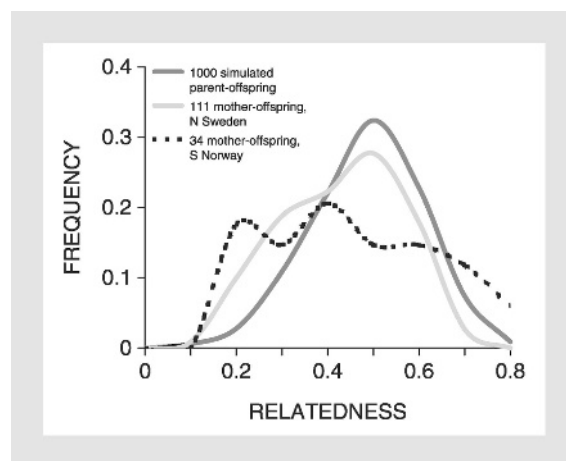 0.4
0.3
0.2
0.1
0
FREQUENCY
1000 simulated
parent-offspring
111 mother-offspring,
N Sweden
34 mother-offspring,
S Norway
0 0.2 0.4 0.6 0.8
RELATEDNESS